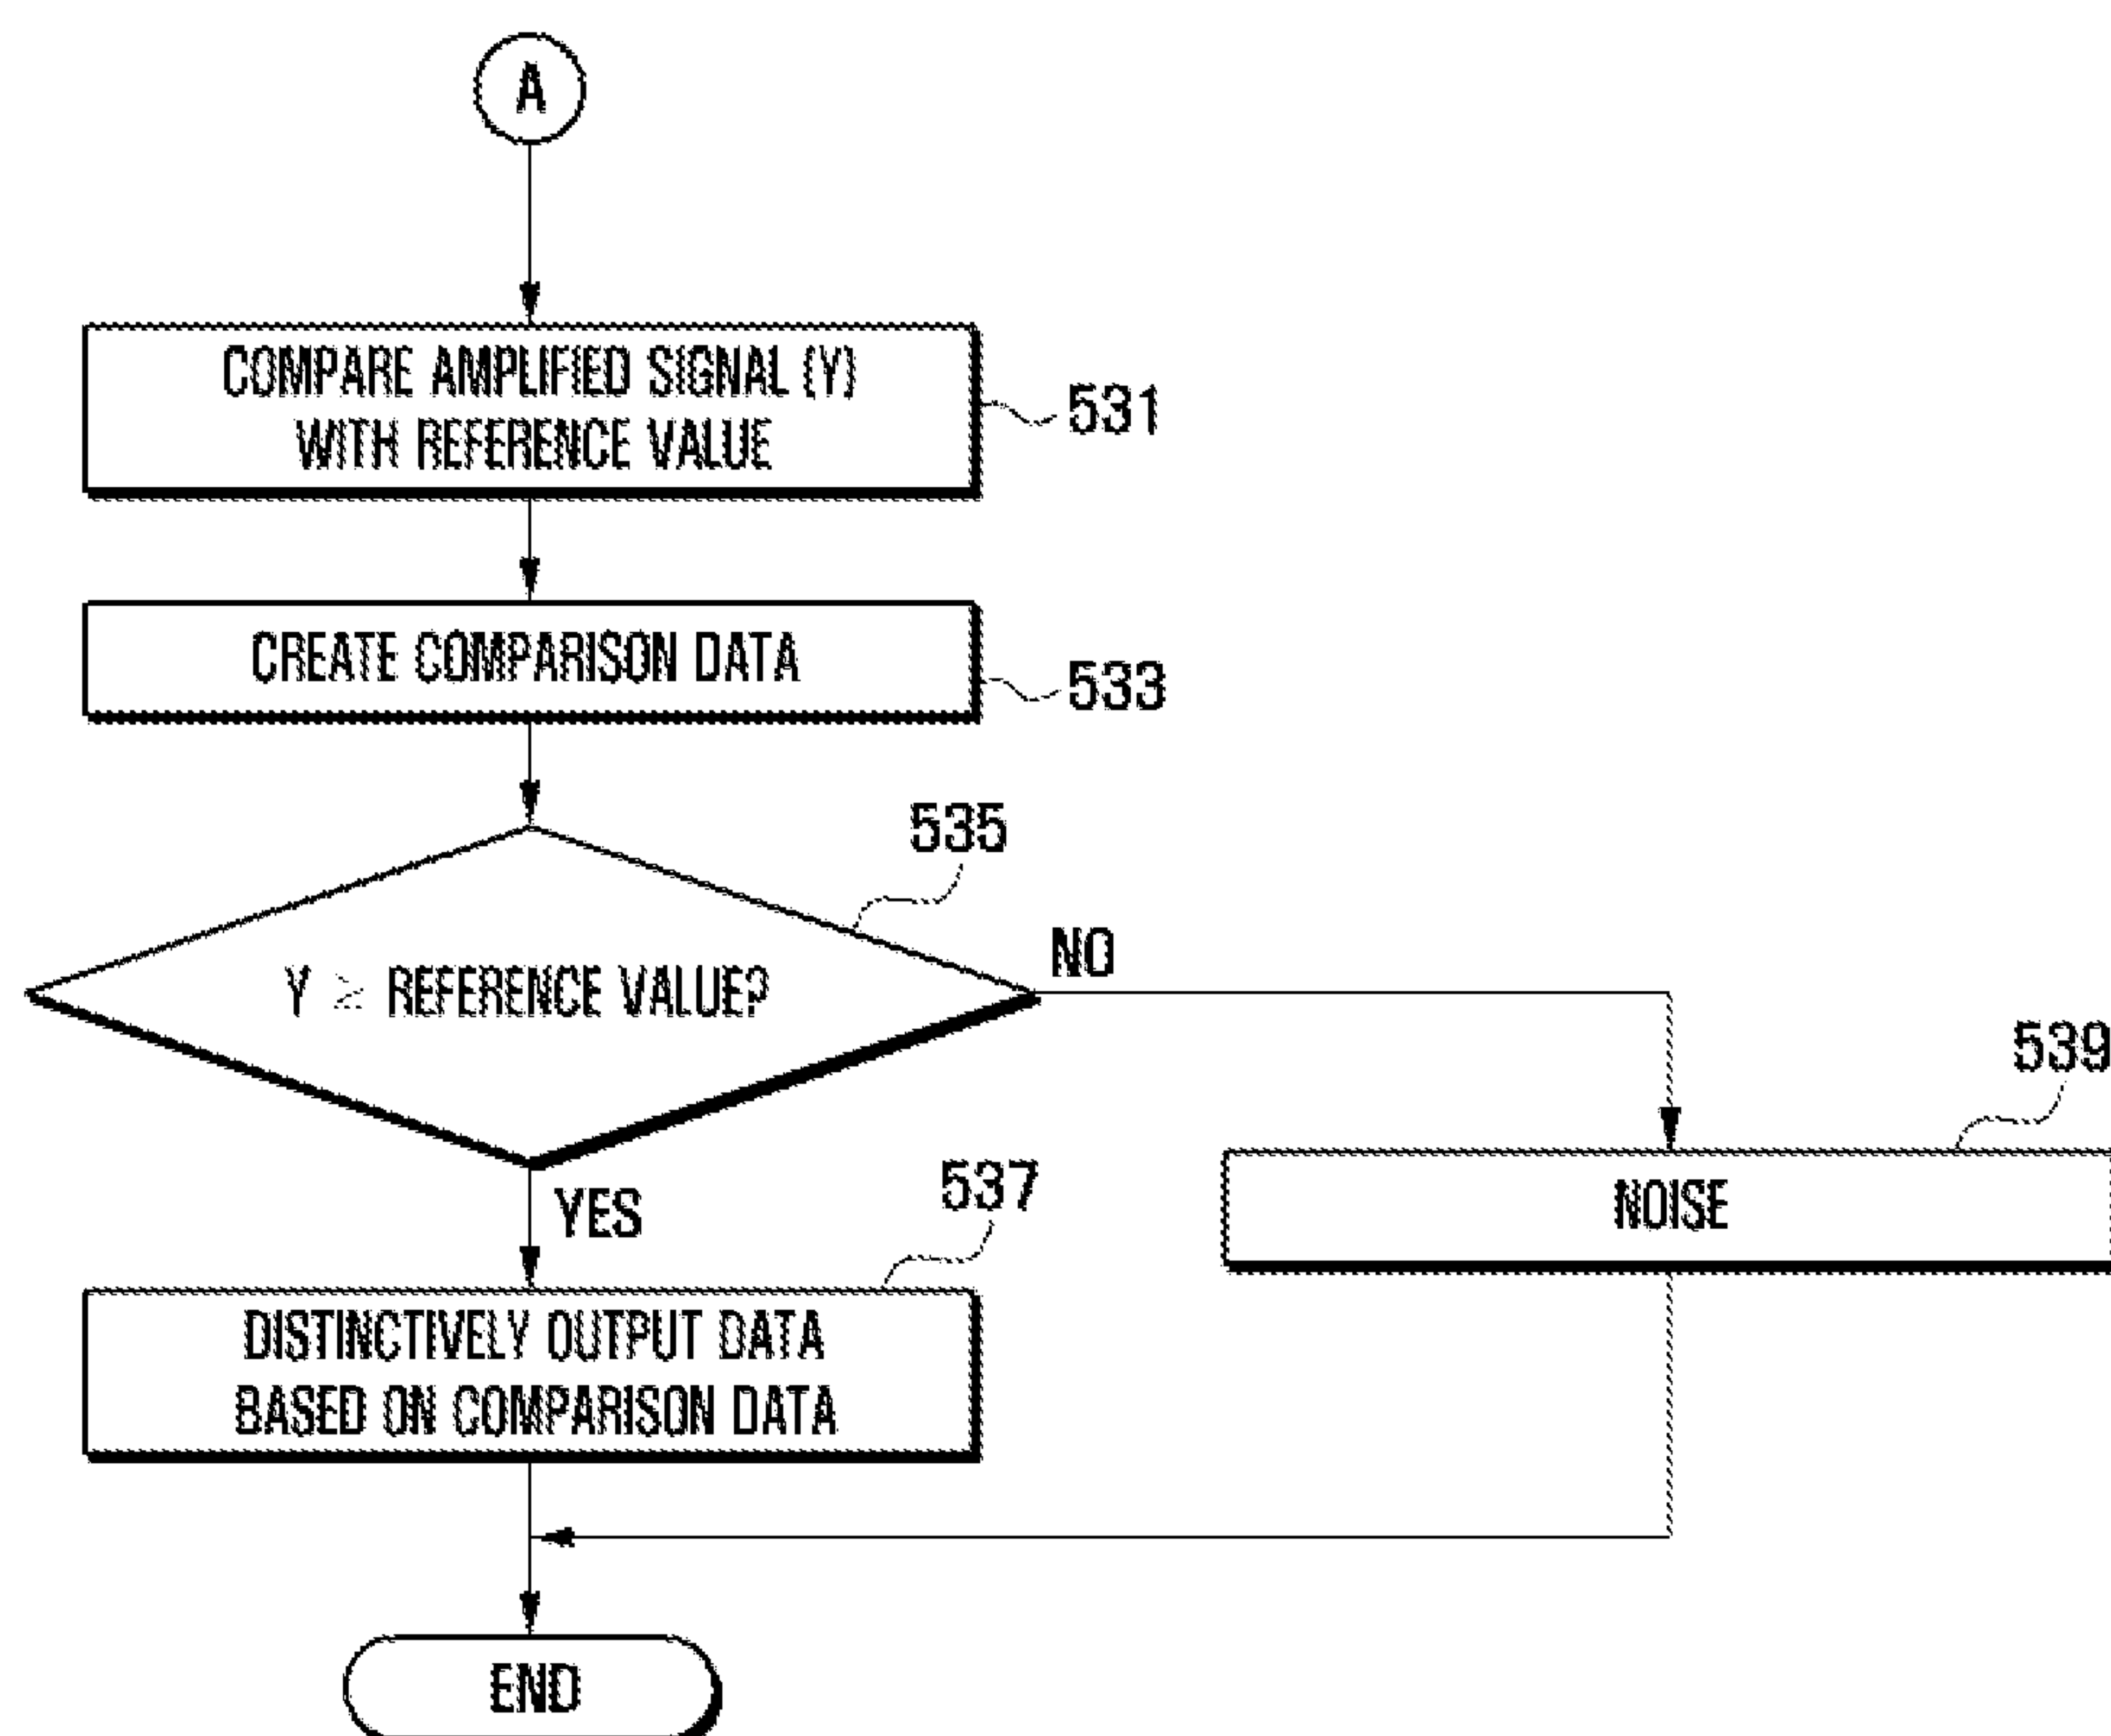 A
COMPARE AMPLIFIED SIGNAL (Y)
WITH REFERENCE VALUE
531
CREATE COMPARISON DATA
533
535
Y ≥ REFERENCE VALUE?
NO
539
NOISE
YES
537
DISTINCTIVELY OUTPUT DATA
BASED ON COMPARISON DATA
END